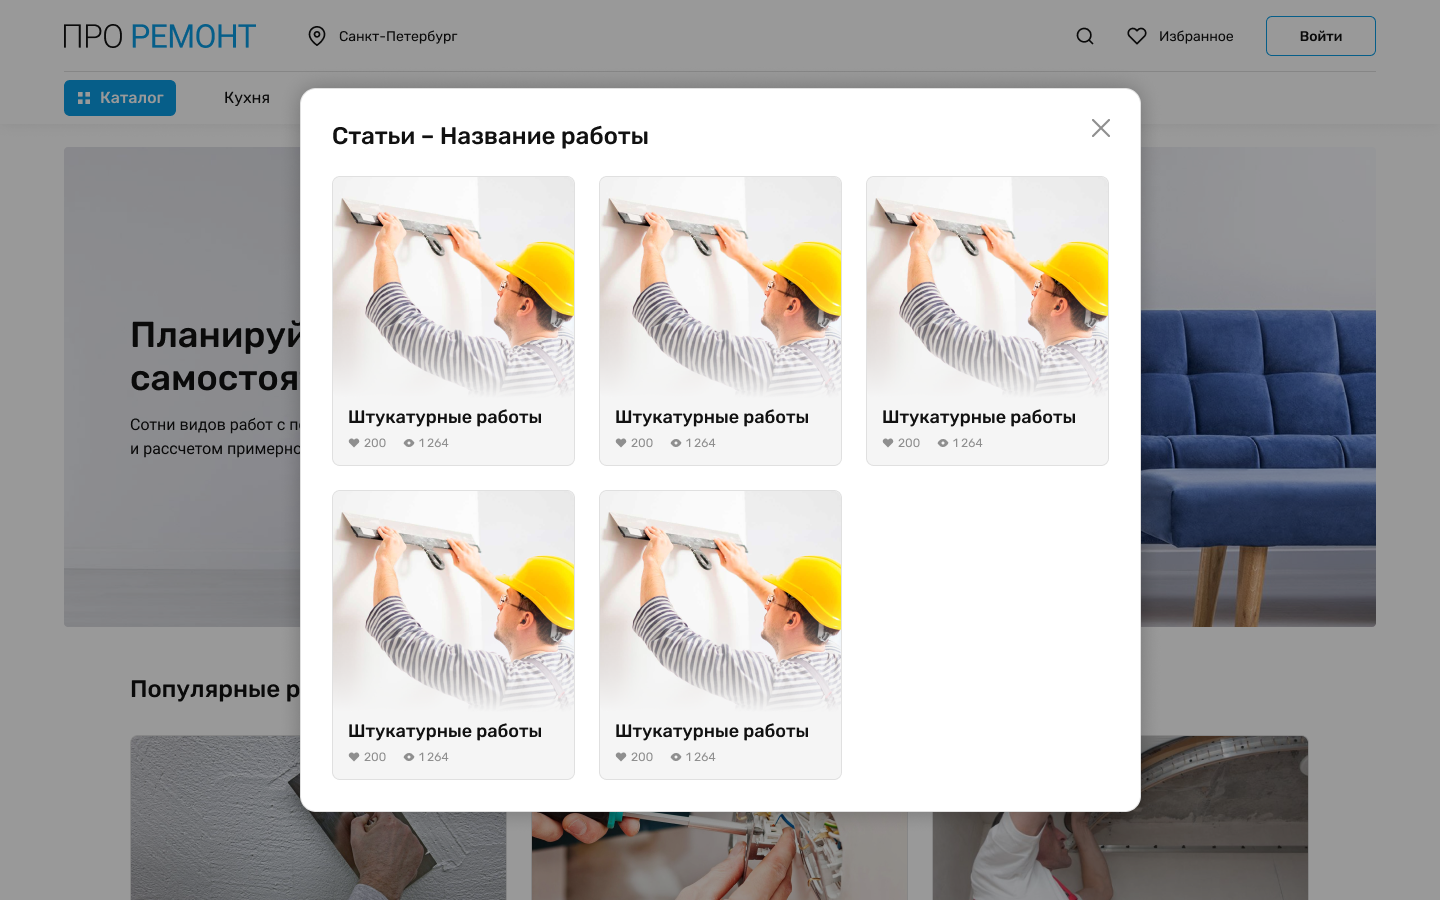 ПРО РЕМОНТ
Санкт-Петербург
Избранное
Войти
Каталог
Кухня
Статьи – Название работы
Штукатурные работы
200 1 264
Штукатурные работы
200 1 264
Штукатурные работы
200 1 264
Штукатурные работы
200 1 264
Штукатурные работы
200 1 264
Планируй
самостоя
Сотни видов работ с п
и рассчетом примерно
Популярные р